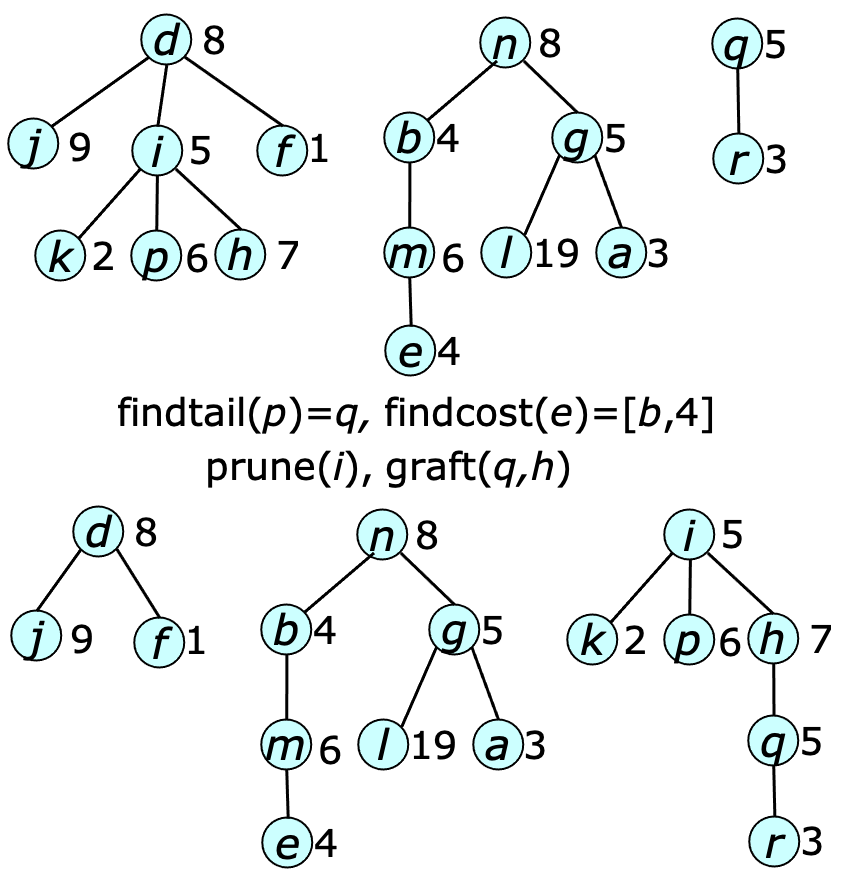 d 8 n 8 q 5
j 9 i 5 f 1 b 4 g 5 r 3
k 2 p 6 h 7 m 6 l 19 a 3
e 4
findtail(p)=q, findcost(e)=[b,4]
prune(i), graft(q,h)
d 8 n 8 i 5
j 9 f 1 b 4 g 5 k 2 p 6 h 7
m 6 l 19 a 3 q 5
e 4 r 3